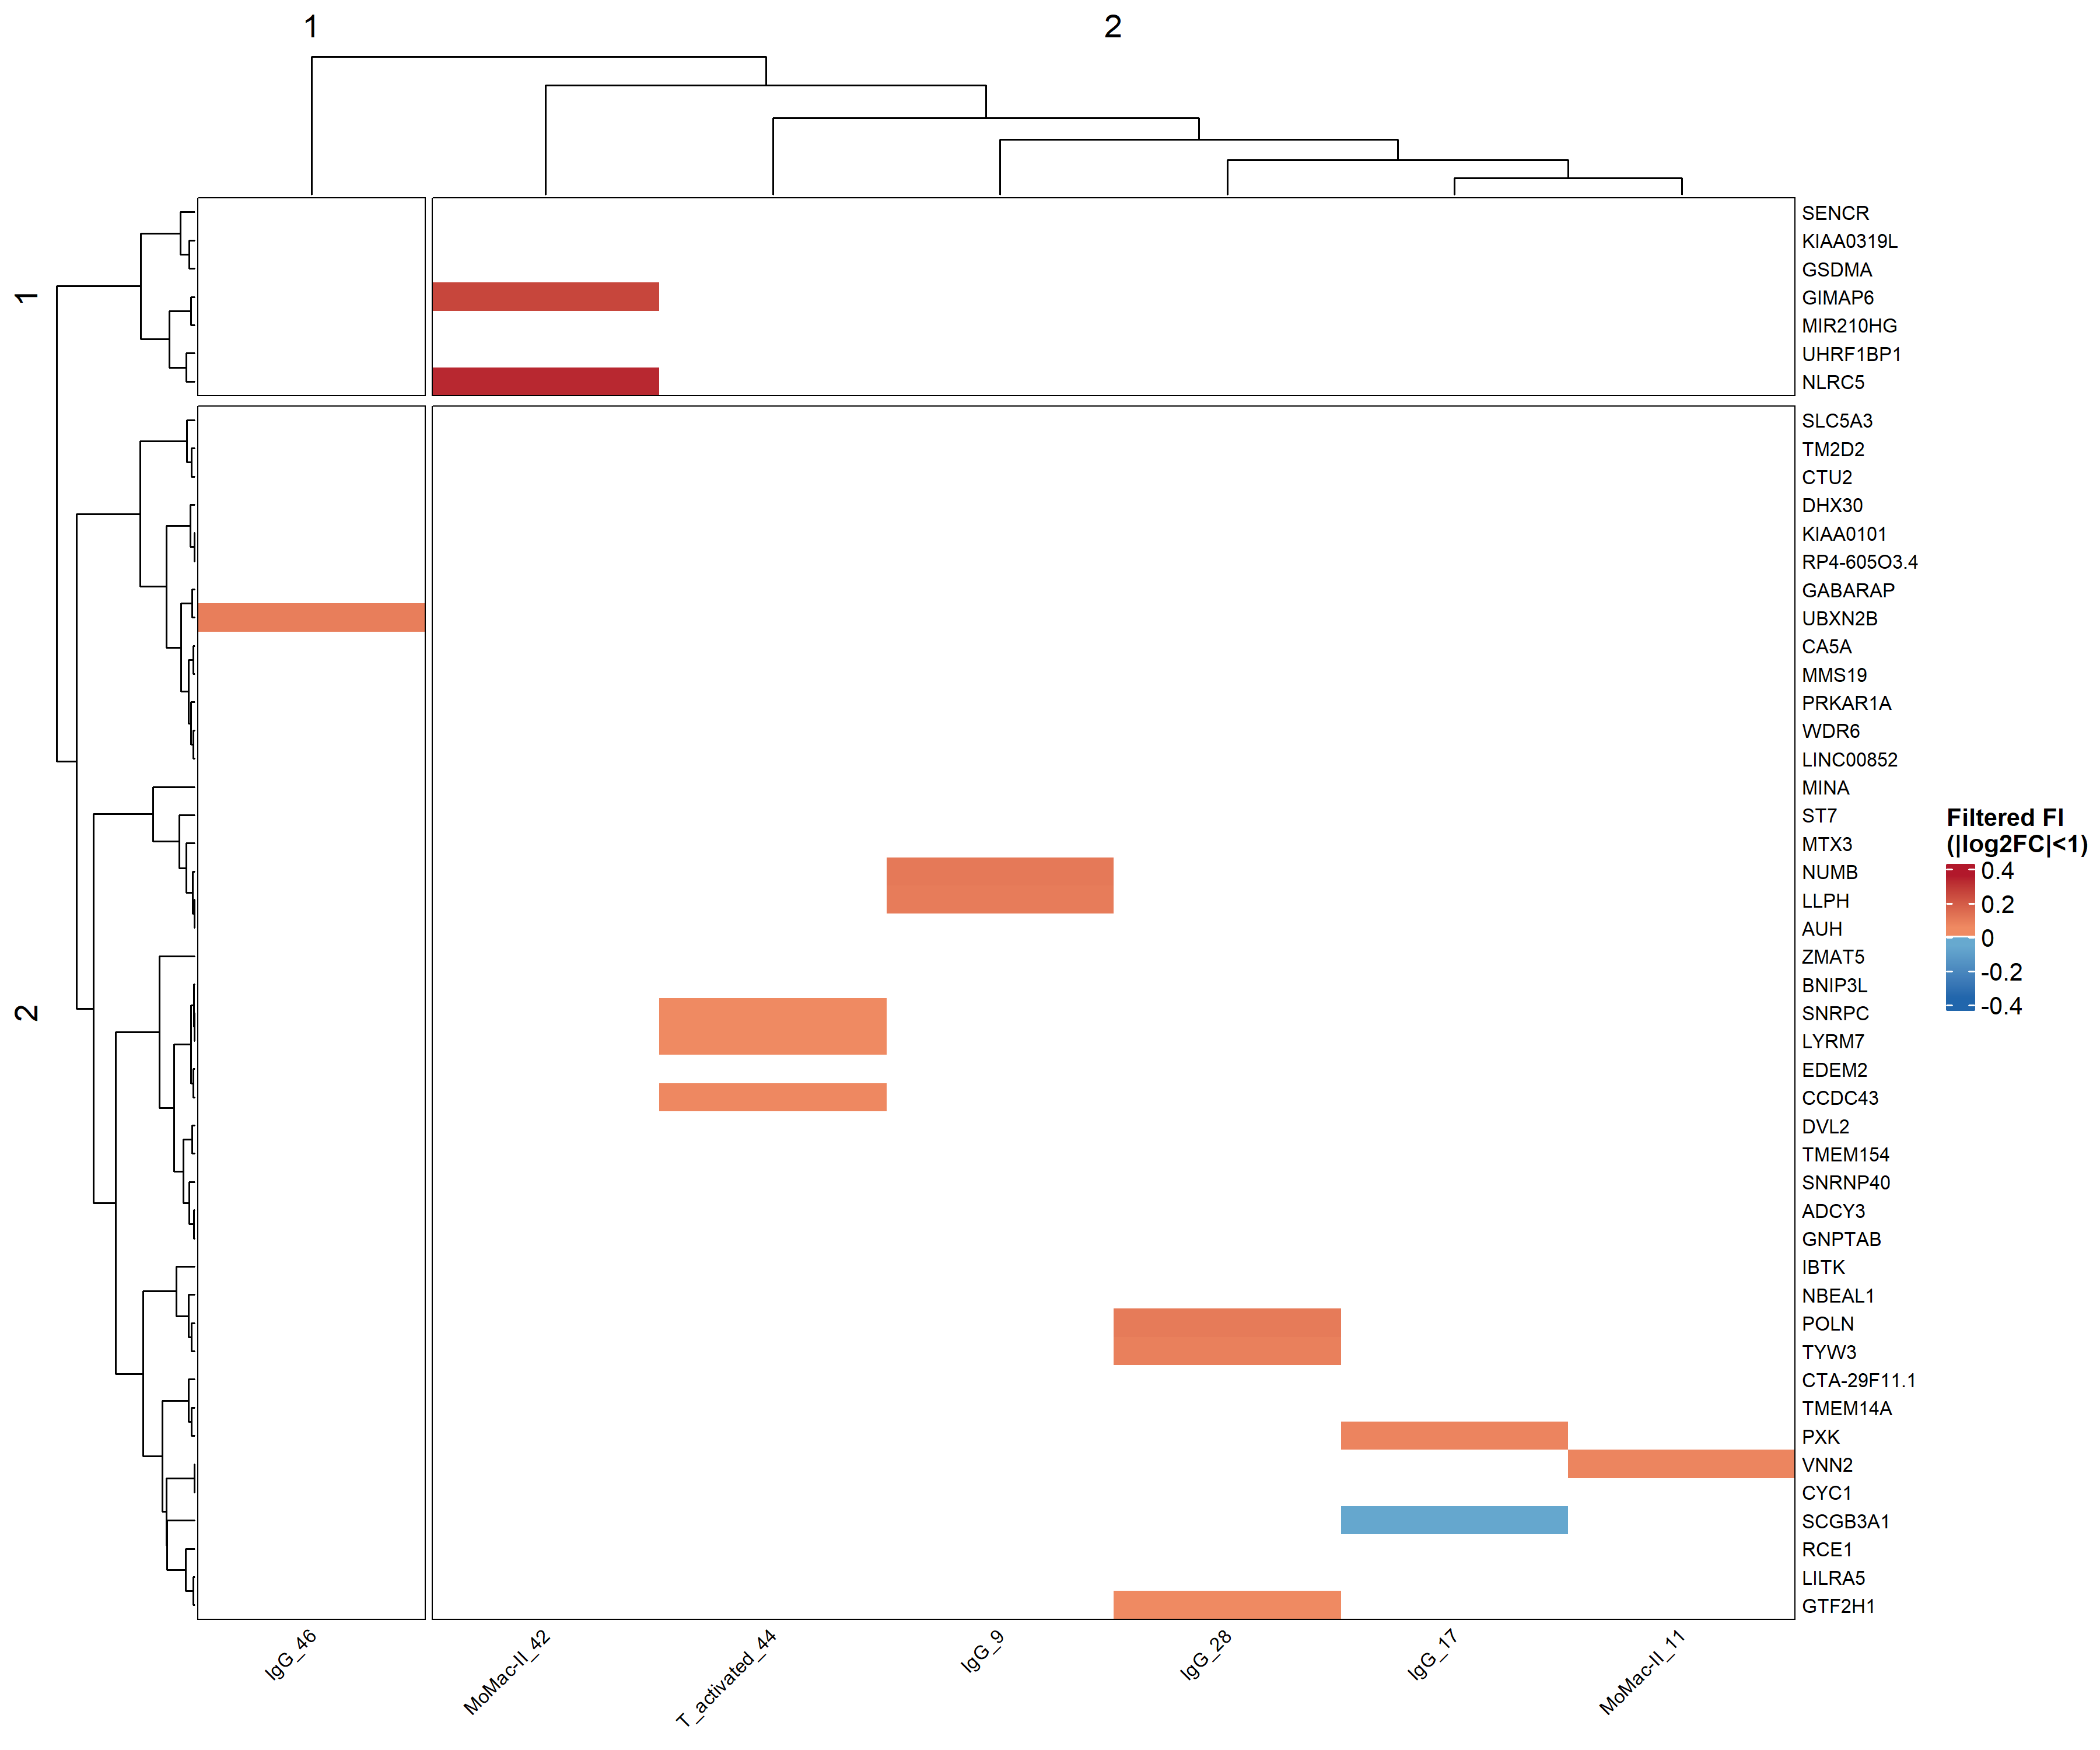 1
2
1
2
SENCR
KIAA0319L
GSDMA
GIMAP6
MIR210HG
UHRF1BP1
NLRC5
SLC5A3
TM2D2
CTU2
DHX30
KIAA0101
RP4-605O3.4
GABARAP
UBXN2B
CA5A
MMS19
PRKAR1A
WDR6
LINC00852
MINA
ST7
MTX3
NUMB
LLPH
AUH
ZMAT5
BNIP3L
SNRPC
LYRM7
EDEM2
CCDC43
DVL2
TMEM154
SNRNP40
ADCY3
GNPTAB
IBTK
NBEAL1
POLN
TYW3
CTA-29F11.1
TMEM14A
PXK
VNN2
CYC1
SCGB3A1
RCE1
LILRA5
GTF2H1
Filtered FI
(|log2FC|<1)
0.4
0.2
0
-0.2
-0.4
IgG_46
MoMac-II_42
T_activated_44
IgG_9
IgG_28
IgG_17
MoMac-II_11